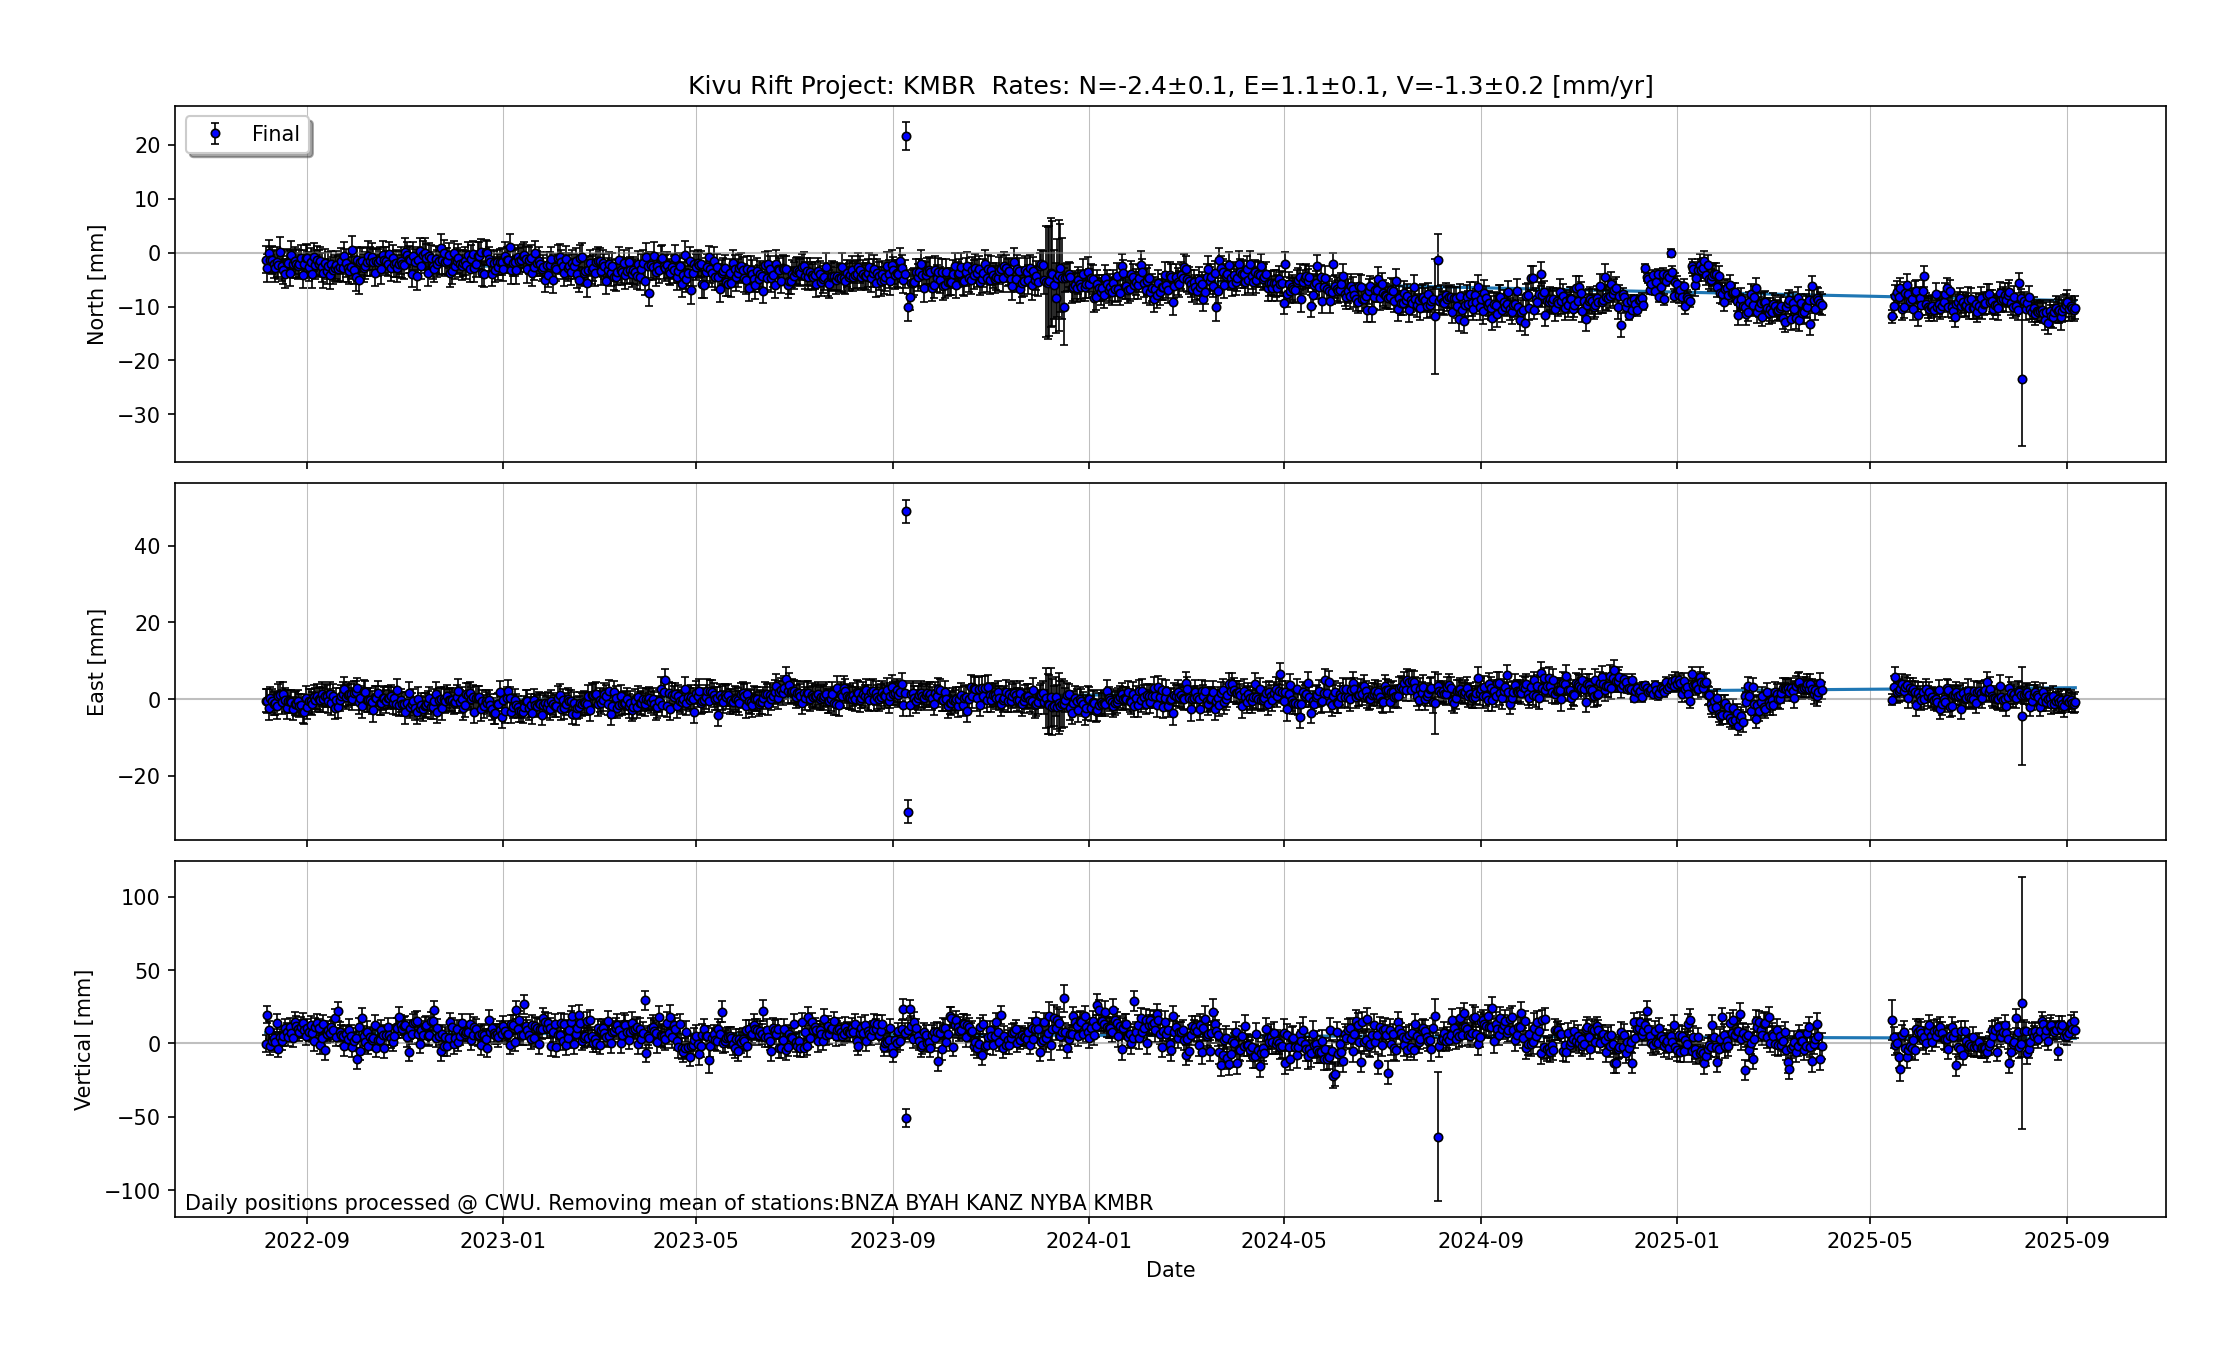 Kivu Rift Project: KMBR  Rates: N=-2.4±0.1, E=1.1±0.1, V=-1.3±0.2 [mm/yr]
Final
North [mm]
20
10
0
−10
−20
−30
East [mm]
40
20
0
−20
Vertical [mm]
100
50
0
−50
−100
Daily positions processed @ CWU. Removing mean of stations:BNZA BYAH KANZ NYBA KMBR
2022-09 2023-01 2023-05 2023-09 2024-01 2024-05 2024-09 2025-01 2025-05 2025-09
Date